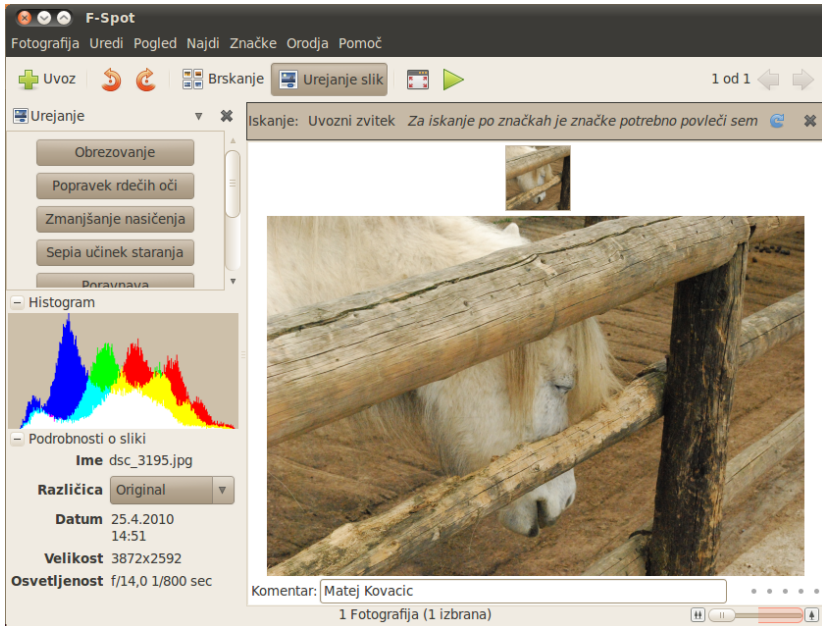 F-Spot
Fotografija Uredi Pogled Najdi Značke Orodja Pomoč
Uvoz Brskanje Urejanje slik 1 od 1
Urejanje
Iskanje: Uvozni zvitek Za iskanje po značkah je značke potrebno povleči sem
Obrezovanje
Popravek rdečih oči
Zmanjšanje nasičenja
Sepia učinek staranja
Poravnava
Histogram
Podrobnosti o sliki
Ime dsc_3195.jpg
Različica Original
Datum 25.4.2010
14:51
Velikost 3872x2592
Osvetljenost f/14,0 1/800 sec
Komentar: Matej Kovacic
1 Fotografija (1 izbrana)